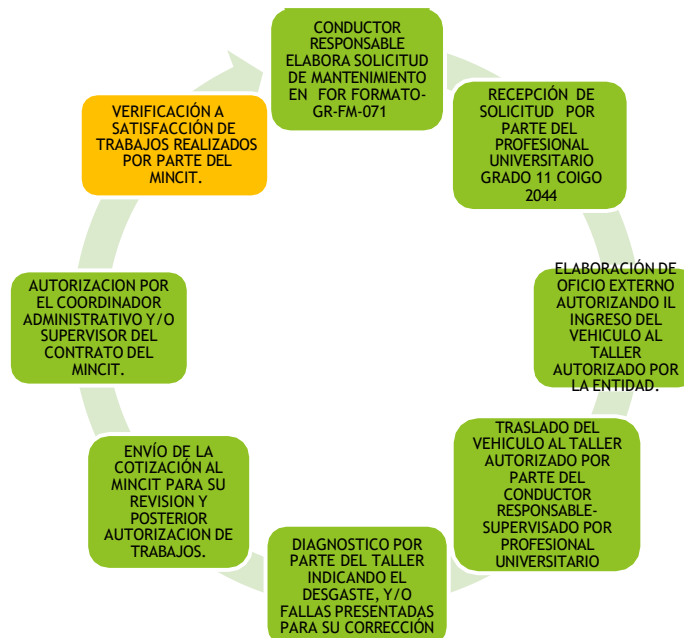 CONDUCTOR
RESPONSABLE
ELABORA SOLICITUD
DE MANTENIMIENTO
EN FOR FORMATO-
GR-FM-071
RECEPCIÓN DE
SOLICITUD POR
PARTE DEL
PROFESIONAL
UNIVERSITARIO
GRADO 11 COIGO
2044
ELABORACIÓN DE
OFICIO EXTERNO
AUTORIZANDO IL
INGRESO DEL
VEHICULO AL
TALLER
AUTORIZADO POR
LA ENTIDAD.
TRASLADO DEL
VEHICULO AL TALLER
AUTORIZADO POR
PARTE DEL
CONDUCTOR
RESPONSABLE-
SUPERVISADO POR
PROFESIONAL
UNIVERSITARIO
DIAGNOSTICO POR
PARTE DEL TALLER
INDICANDO EL
DESGASTE, Y/O
FALLAS PRESENTADAS
PARA SU CORRECCIÓN
ENVÍO DE LA
COTIZACIÓN AL
MINCIT PARA SU
REVISION Y
POSTERIOR
AUTORIZACION DE
TRABAJOS.
AUTORIZACION POR
EL COORDINADOR
ADMINISTRATIVO Y/O
SUPERVISOR DEL
CONTRATO DEL
MINCIT.
VERIFICACIÓN A
SATISFACCIÓN DE
TRABAJOS REALIZADOS
POR PARTE DEL
MINCIT.